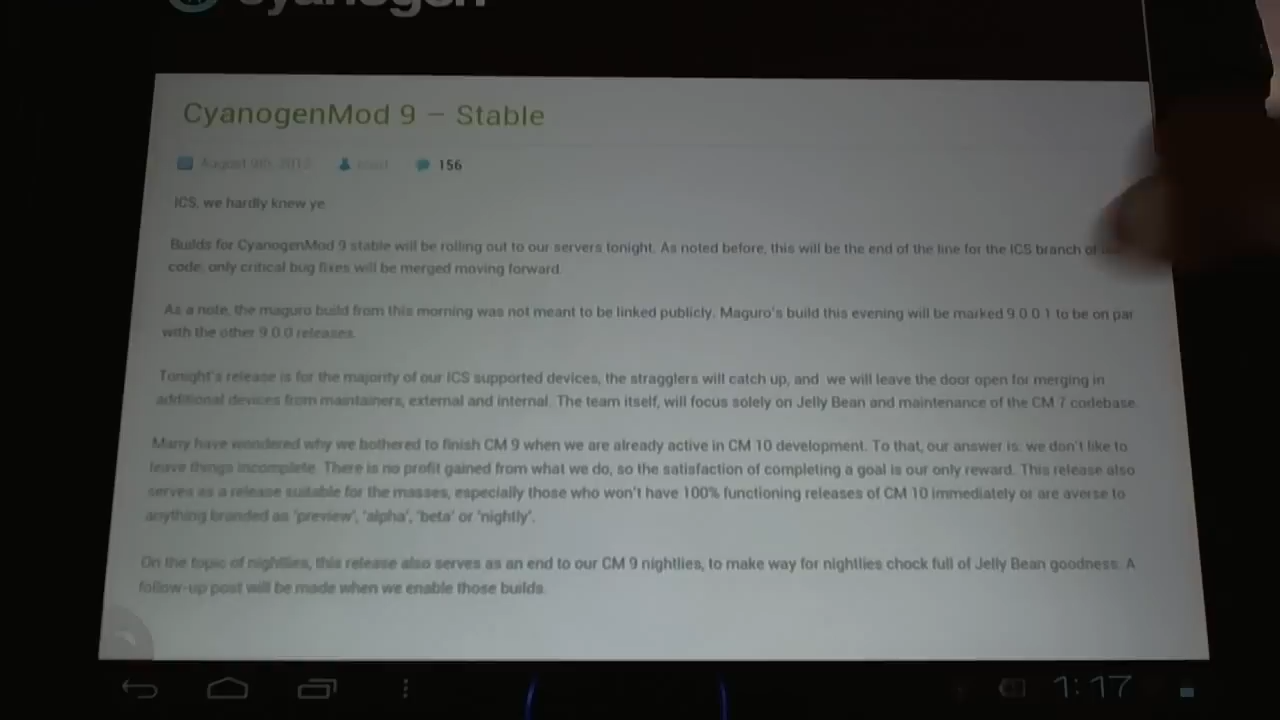 cyanogen
CyanogenMod 9 – Stable
August 9th, 2012 156
ICS, we hardly knew ye
Builds for CyanogenMod 9 stable will be rolling out to our servers tonight. As noted before, this will be the end of the line for the ICS branch of
code; only critical bug fixes will be merged moving forward.
As a note, the maguro build from this morning was not meant to be linked publicly. Maguro's build this evening will be marked 9.0.0.1 to be on par
with the other 9.0.0 releases.
Tonight's release is for the majority of our ICS supported devices, the stragglers will catch up, and we will leave the door open for merging in
additional devices from maintainers, external and internal. The team itself, will focus solely on Jelly Bean and maintenance of the CM 7 codebase.
Many have wondered why we bothered to finish CM 9 when we are already active in CM 10 development. To that, our answer is: we don't like to
leave things incomplete. There is no profit gained from what we do, so the satisfaction of completing a goal is our only reward. This release also
serves as a release suitable for the masses, especially those who won't have 100% functioning releases of CM 10 immediately or are averse to
anything branded as 'preview', 'alpha', 'beta' or 'nightly'.
On the topic of nightlies, this release also serves as an end to our CM 9 nightlies, to make way for nightlies chock full of Jelly Bean goodness. A
follow-up post will be made when we enable those builds.
1:17